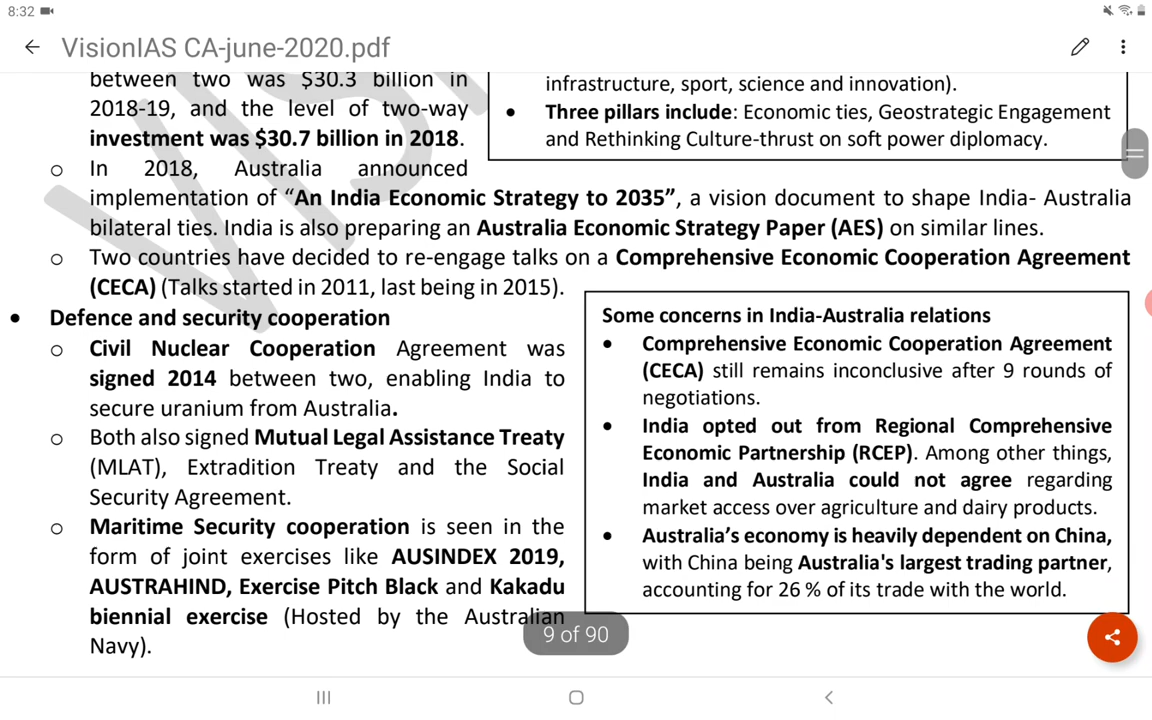 8:32
VisionIAS CA-june-2020.pdf
between two was $30.3 billion in
2018-19, and the level of two-way
investment was $30.7 billion in 2018.
infrastructure, sport, science and innovation).
• Three pillars include: Economic ties, Geostrategic Engagement
and Rethinking Culture-thrust on soft power diplomacy.
o In 2018, Australia announced
implementation of “An India Economic Strategy to 2035”, a vision document to shape India- Australia
bilateral ties. India is also preparing an Australia Economic Strategy Paper (AES) on similar lines.
o Two countries have decided to re-engage talks on a Comprehensive Economic Cooperation Agreement
(CECA) (Talks started in 2011, last being in 2015).
• Defence and security cooperation
o Civil Nuclear Cooperation Agreement was
signed 2014 between two, enabling India to
secure uranium from Australia.
o Both also signed Mutual Legal Assistance Treaty
(MLAT), Extradition Treaty and the Social
Security Agreement.
o Maritime Security cooperation is seen in the
form of joint exercises like AUSINDEX 2019,
AUSTRAHIND, Exercise Pitch Black and Kakadu
biennial exercise (Hosted by the Australian
Navy).
Some concerns in India-Australia relations
• Comprehensive Economic Cooperation Agreement
(CECA) still remains inconclusive after 9 rounds of
negotiations.
• India opted out from Regional Comprehensive
Economic Partnership (RCEP). Among other things,
India and Australia could not agree regarding
market access over agriculture and dairy products.
• Australia’s economy is heavily dependent on China,
with China being Australia's largest trading partner,
accounting for 26 % of its trade with the world.
9 of 90